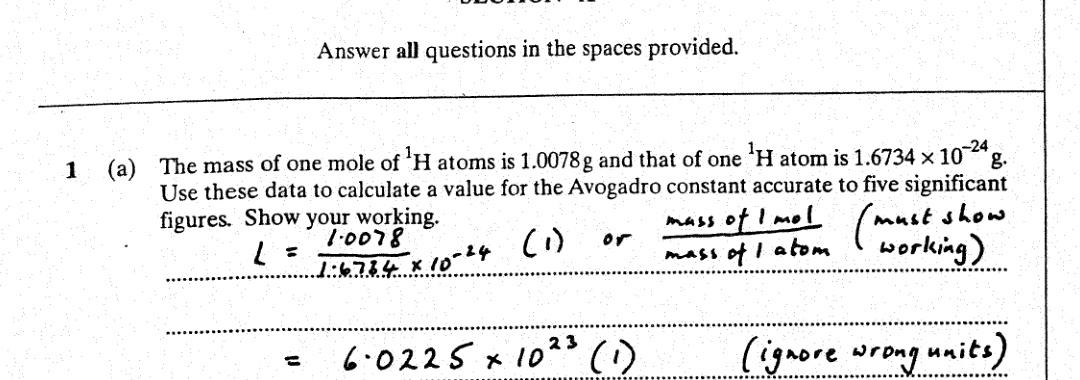 Answer all questions in the spaces provided.
1 (a) The mass of one mole of ¹H atoms is 1.0078 g and that of one ¹H atom is 1.6734 × 10⁻²⁴ g.
Use these data to calculate a value for the Avogadro constant accurate to five significant
figures. Show your working.
L = 1.0078 / 1.6734 × 10⁻²⁴ (1) or mass of 1 mol / mass of 1 atom (must show working)
= 6.0225 × 10²³ (1) (ignore wrong units)